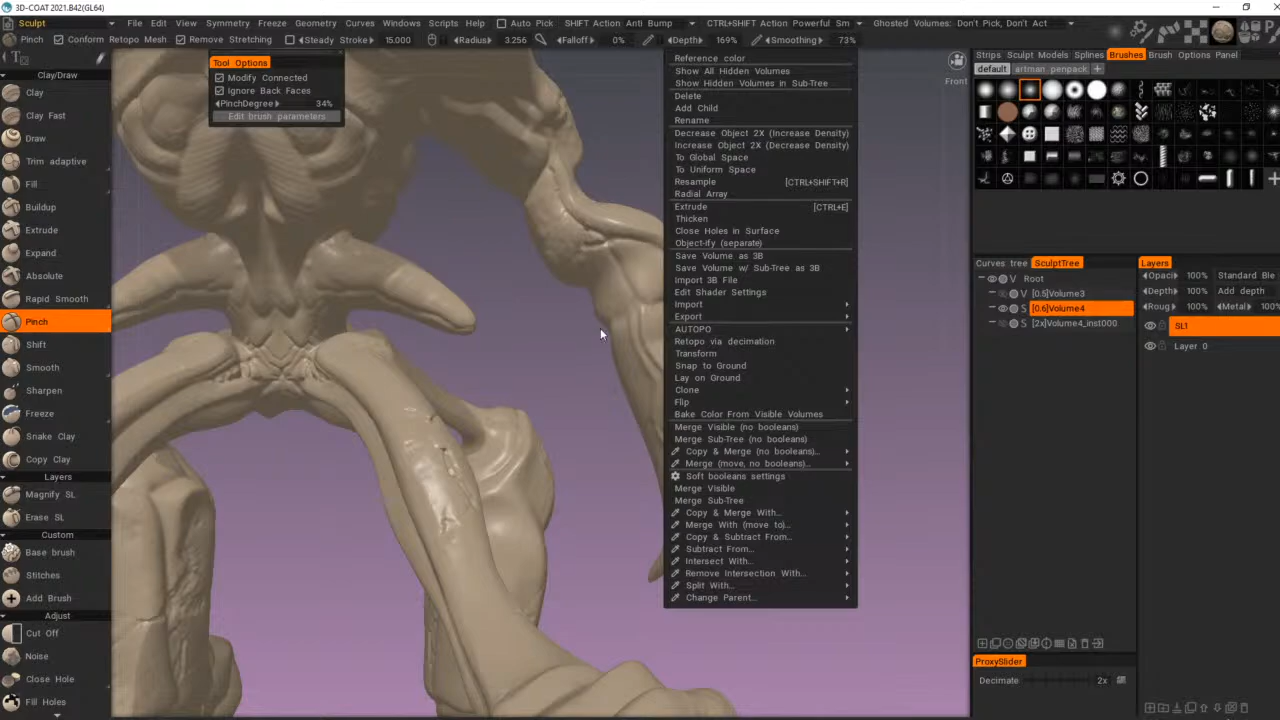 3D-COAT 2021.B42(GL64)
Sculpt File Edit View Symmetry Freeze Geometry Curves Windows Scripts Help Auto Pick SHIFT Action Anti Bump CTRL+SHIFT Action Powerful Sm Ghosted Volumes: Don't Pick, Don't Act
Pinch Conform Retopo Mesh Remove Stretching Steady Stroke 15.000 Radius 3.256 Falloff 0% Depth 169% Smoothing 73%
Clay/Draw
Clay
Clay Fast
Draw
Trim adaptive
Fill
Buildup
Extrude
Expand
Absolute
Rapid Smooth
Pinch
Shift
Smooth
Sharpen
Freeze
Snake Clay
Copy Clay
Layers
Magnify SL
Erase SL
Custom
Base brush
Stitches
Add Brush
Adjust
Cut Off
Noise
Close Hole
Fill Holes
Tool Options
Modify Connected
Ignore Back Faces
PinchDegree 34%
Edit brush parameters
Reference color
Show All Hidden Volumes
Show Hidden Volumes in Sub-Tree
Delete
Add Child
Rename
Decrease Object 2X (Increase Density)
Increase Object 2X (Decrease Density)
To Global Space
To Uniform Space
Resample [CTRL+SHIFT+R]
Radial Array
Extrude [CTRL+E]
Thicken
Close Holes in Surface
Object-ify (separate)
Save Volume as 3B
Save Volume w/ Sub-Tree as 3B
Import 3B File
Edit Shader Settings
Import
Export
AUTOPO
Retopo via decimation
Transform
Snap to Ground
Lay on Ground
Clone
Flip
Bake Color From Visible Volumes
Merge Visible (no booleans)
Merge Sub-Tree (no booleans)
Copy & Merge (no booleans)...
Merge (move, no booleans)...
Soft booleans settings
Merge Visible
Merge Sub-Tree
Copy & Merge With...
Merge With (move to)...
Copy & Subtract From...
Subtract From...
Intersect With...
Remove Intersection With...
Split With...
Change Parent...
Front
Strips Sculpt Models Splines Brushes Brush Options Panel
default artman penpack +
Curves tree SculptTree
V Root
V [0.5]Volume3
S [0.6]Volume4
S [2x]Volume4_inst000
ProxySlider
Decimate 2x
Layers
Opaci 100% Standard Ble
Depth 100% Add depth
Roug 100% Metal 100%
SL1
Layer 0